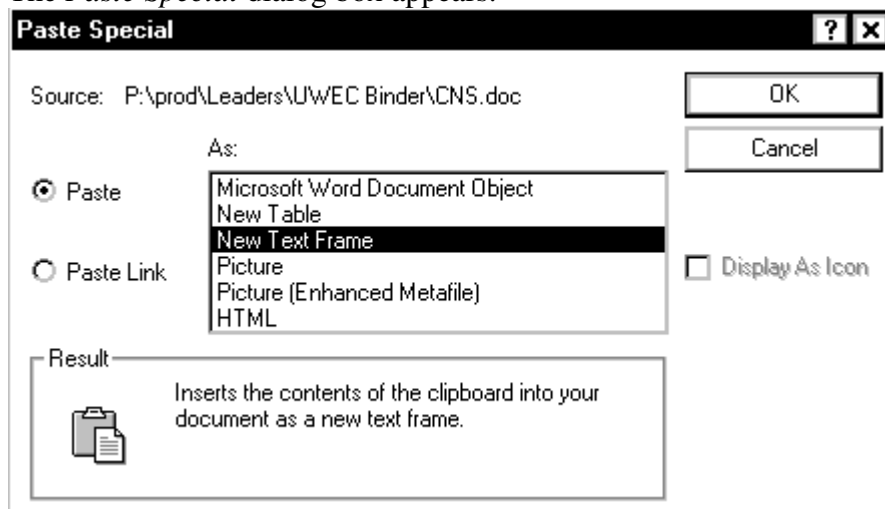 The Paste Special dialog box appears.
Paste Special
Source: P:\prod\Leaders\UWEC Binder\CNS.doc
OK
As:
Cancel
Paste
Microsoft Word Document Object
New Table
New Text Frame
Paste Link
Picture
Display As Icon
Picture (Enhanced Metafile)
HTML
Result
Inserts the contents of the clipboard into your
document as a new text frame.